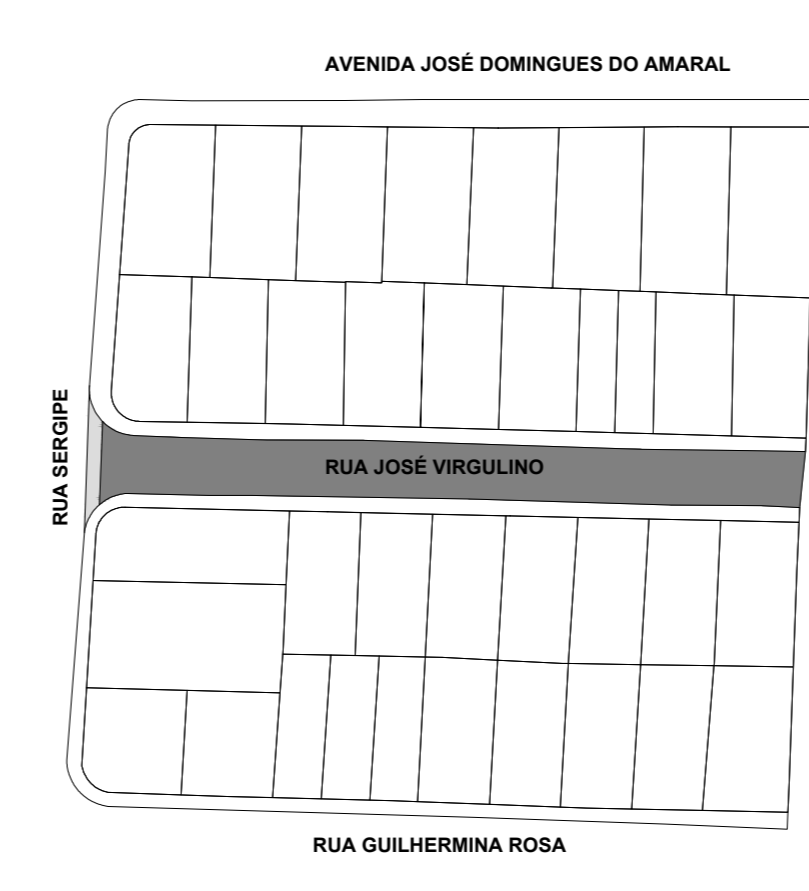 AVENIDA JOSÉ DOMINGUES DO AMARAL
RUA SERGIPE
RUA JOSÉ VIRGULINO
RUA GUILHERMINA ROSA